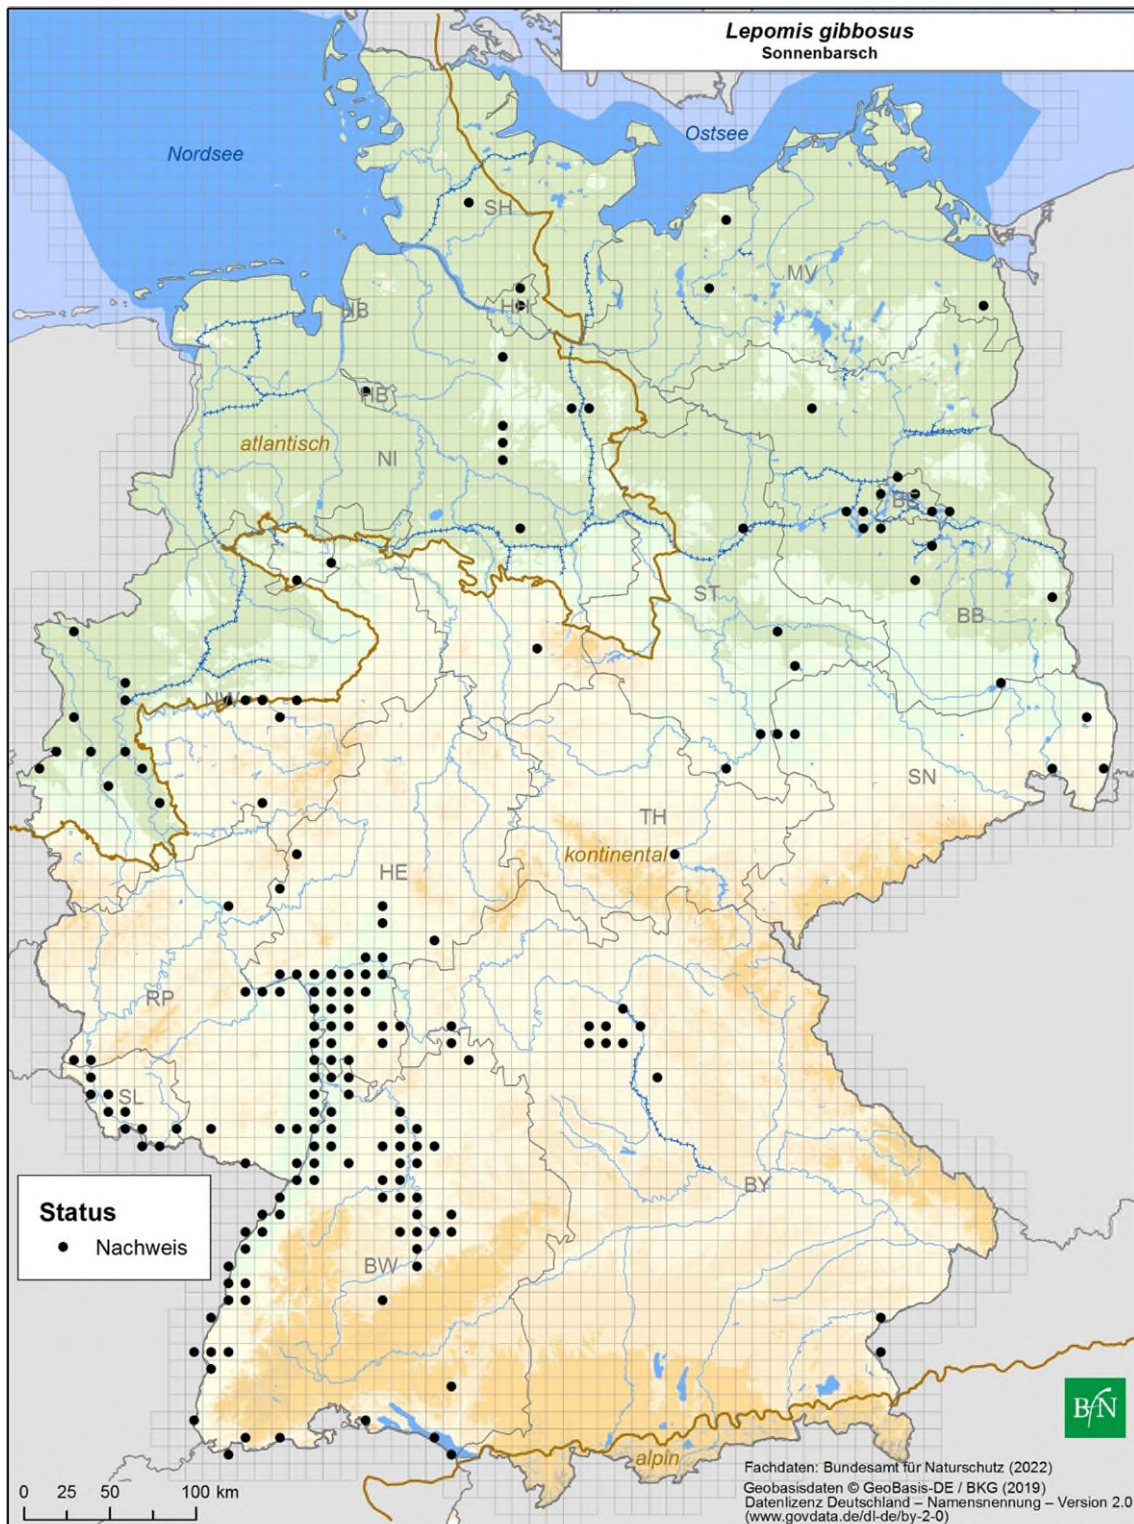 Lepomis gibbosus
Sonnenbarsch
Nordsee
Ostsee
SH
MV
HB
HH
HB
atlantisch
NI
BE
ST
BB
NW
SN
TH
kontinental
HE
RP
SL
Status
Nachweis
BY
BW
BfN
alpin
Fachdaten: Bundesamt für Naturschutz (2022)
Geobasisdaten © GeoBasis-DE / BKG (2019)
Datenlizenz Deutschland – Namensnennung – Version 2.0
(www.govdata.de/dl-de/by-2-0)
0 25 50 100 km